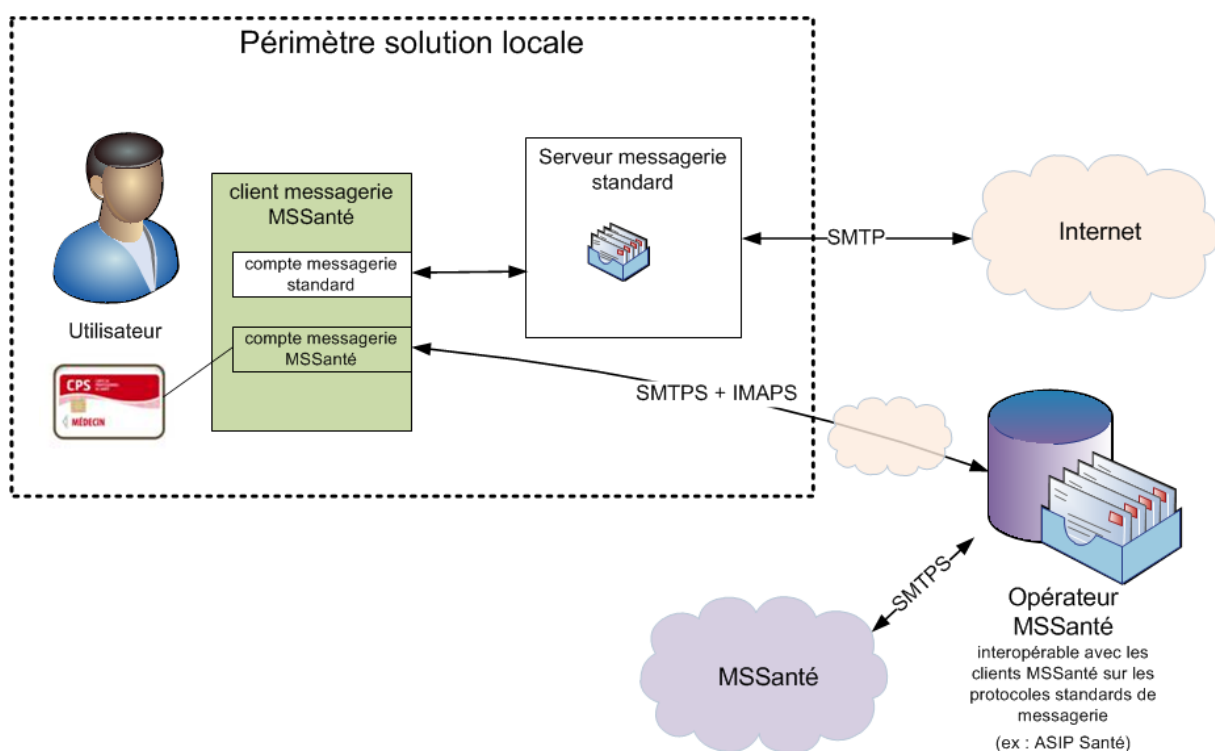 Périmètre solution locale
Utilisateur
CPS
MÉDECIN
client messagerie
MSSanté
compte messagerie
standard
compte messagerie
MSSanté
Serveur messagerie
standard
SMTP
Internet
SMTPS + IMAPS
SMTPS
MSSanté
Opérateur
MSSanté
interopérable avec les
clients MSSanté sur les
protocoles standards de
messagerie
(ex : ASIP Santé)